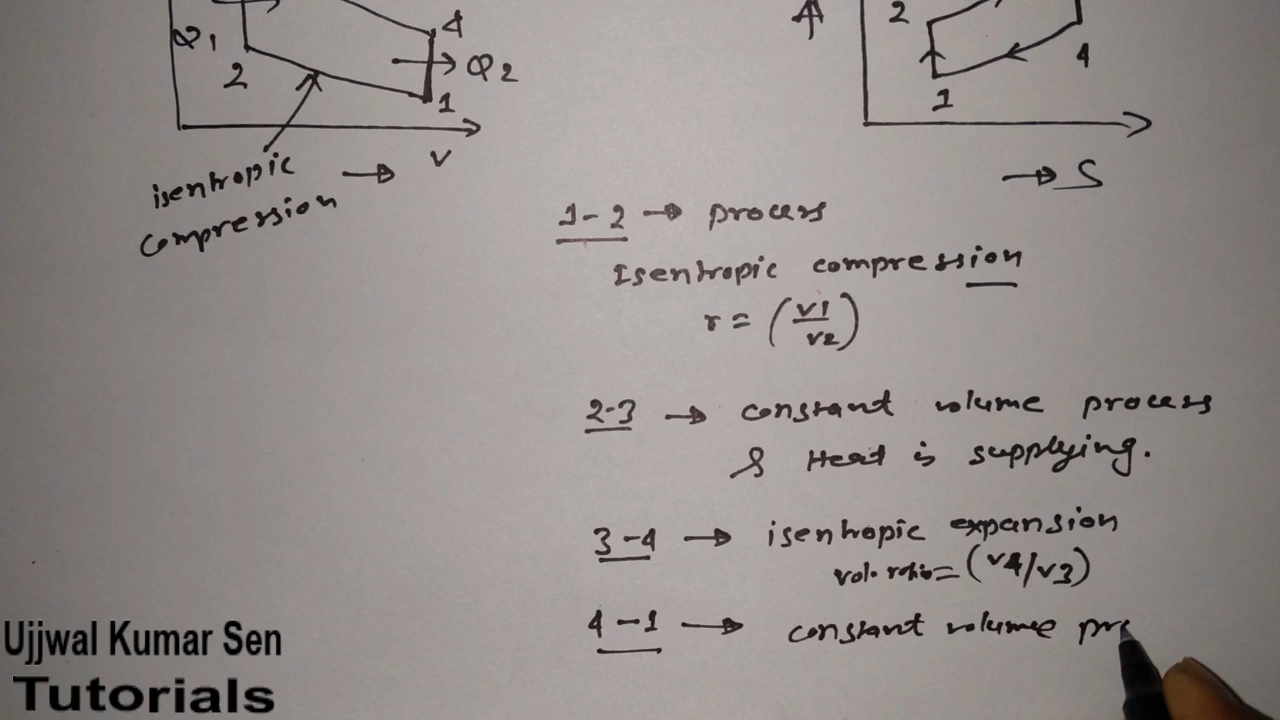 4
Q1
2
Q2
1
V
isentropic
compression
2
4
1
S
1-2 → process
Isentropic compression
r = (V1/V2)
2-3 → constant volume process
& Heat is supplying.
3-4 → isentropic expansion
vol. ratio = (V4/V3)
4-1 → constant volume pro
Ujjwal Kumar Sen
Tutorials